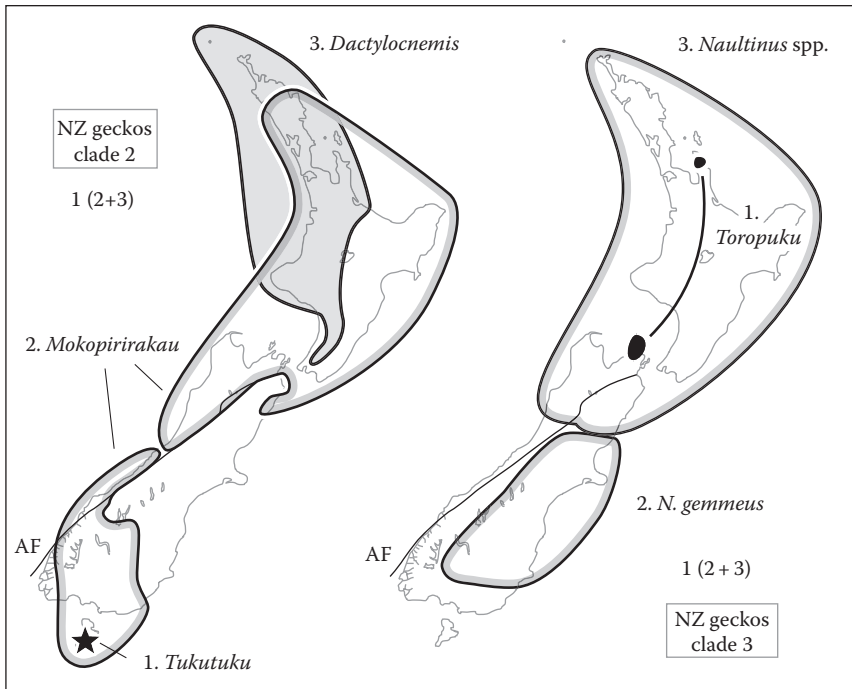 3. Dactylocnemis
NZ geckos
clade 2
1 (2+3)
2. Mokopirirakau
AF
1. Tukutuku
3. Naultinus spp.
1.
Toropuku
2. N. gemmeus
AF
1 (2 + 3)
NZ geckos
clade 3